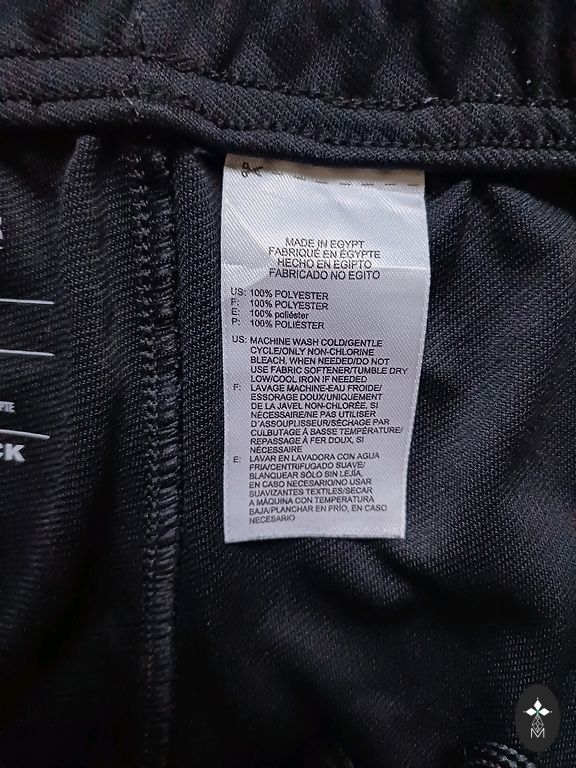 MADE IN EGYPT
FABRIQUÉ EN ÉGYPTE
HECHO EN EGIPTO
FABRICADO NO EGITO
US: 100% POLYESTER
F: 100% POLYESTER
E: 100% poliéster
P: 100% POLIÉSTER
US: MACHINE WASH COLD/GENTLE
CYCLE/ONLY NON-CHLORINE
BLEACH, WHEN NEEDED/DO NOT
USE FABRIC SOFTENER/TUMBLE DRY
LOW/COOL IRON IF NEEDED
F: LAVAGE MACHINE-EAU FROIDE/
ESSORAGE DOUX/UNIQUEMENT
DE LA JAVEL NON-CHLORÉE, SI
NÉCESSAIRE/NE PAS UTILISER
D'ASSOUPLISSEUR/SÉCHAGE PAR
CULBUTAGE À BASSE TEMPÉRATURE/
REPASSAGE À FER DOUX, SI
NÉCESSAIRE
E: LAVAR EN LAVADORA CON AGUA
FRÍA/CENTRIFUGADO SUAVE/
BLANQUEAR SÓLO SIN LEJÍA,
EN CASO NECESARIO/NO USAR
SUAVIZANTES TEXTILES/SECAR
A MÁQUINA CON TEMPERATURA
BAJA/PLANCHAR EN FRÍO, EN CASO
NECESARIO
FIE
CK
M